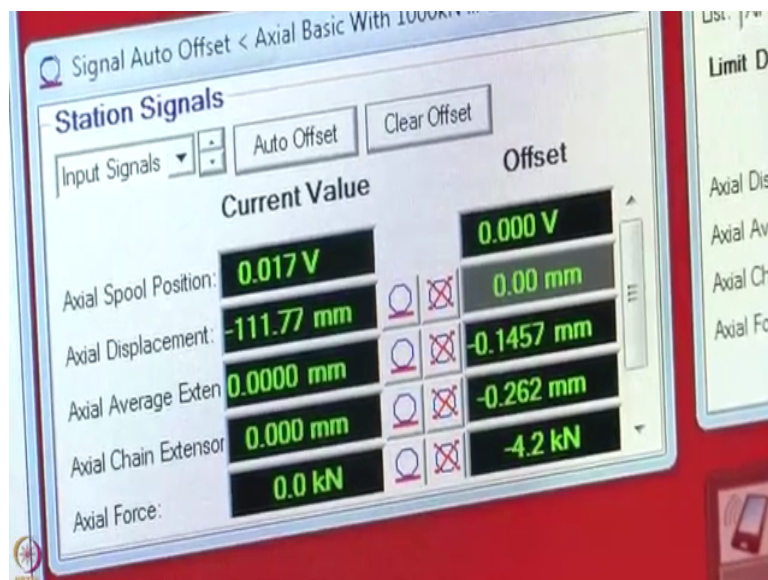 Signal Auto Offset < Axial Basic With 1000kN
Station Signals
Input Signals
Auto Offset
Clear Offset
Current Value
Offset
Axial Spool Position:
0.017 V
0.000 V
Axial Displacement:
-111.77 mm
0.00 mm
Axial Average Exten
0.0000 mm
-0.1457 mm
Axial Chain Extensor
0.000 mm
-0.262 mm
Axial Force:
0.0 kN
-4.2 kN
Limit D
Axial Dis
Axial Av
Axial Ch
Axial Fo